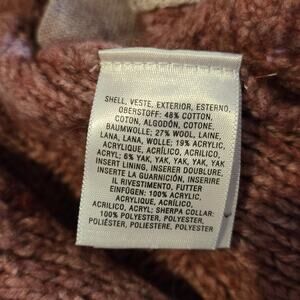 SHELL, VESTE, EXTERIOR, ESTERNO,
OBERSTOFF: 48% COTTON,
COTON, ALGODÓN, COTONE,
BAUMWOLLE; 27% WOOL, LAINE,
LANA, LANA, WOLLE; 19% ACRYLIC,
ACRYLIQUE, ACRÍLICO, ACRILICO,
ACRYL; 6% YAK, YAK, YAK, YAK, YAK
INSERT LINING, INSERER DOUBLURE,
INSERTE LA GUARNICIÓN, INSERIRE
IL RIVESTIMENTO, FUTTER
EINFÜGEN: 100% ACRYLIC,
ACRYLIQUE, ACRÍLICO,
ACRILICO, ACRYL; SHERPA COLLAR:
100% POLYESTER, POLYESTER,
POLIÉSTER, POLIESTERE, POLYESTER